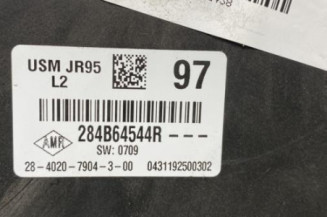 USM JR95
L2
97
284B64544R---
AMR
SW: 0709
28-4020-7904-3-00 0431192500302